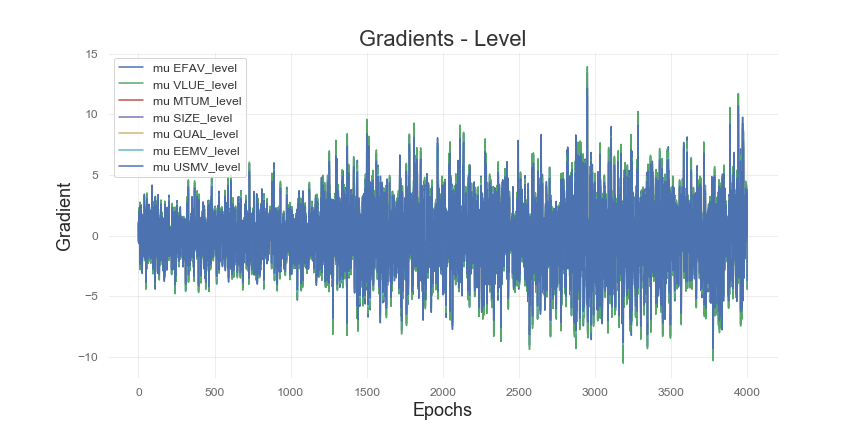 Gradients - Level
15
10
5
0
−5
−10
Gradient
mu EFAV_level
mu VLUE_level
mu MTUM_level
mu SIZE_level
mu QUAL_level
mu EEMV_level
mu USMV_level
0 500 1000 1500 2000 2500 3000 3500 4000
Epochs